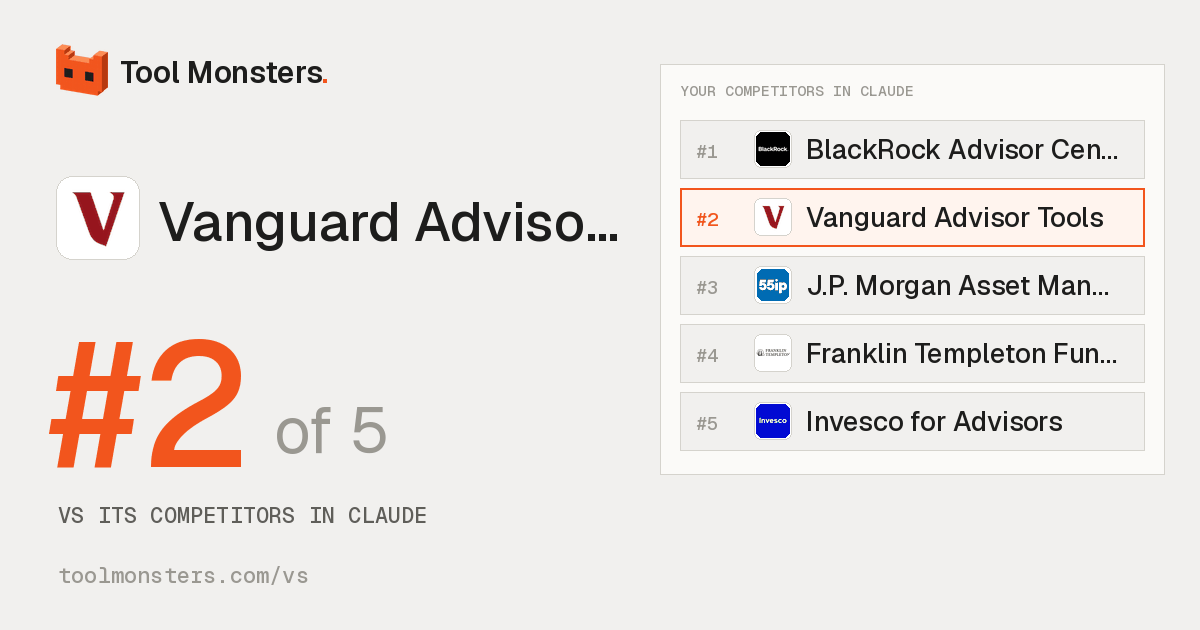 Tool Monsters.
Vanguard Adviso...
#2 of 5
VS ITS COMPETITORS IN CLAUDE
toolmonsters.com/vs
YOUR COMPETITORS IN CLAUDE
#1 BlackRock. BlackRock Advisor Cen...
#2 Vanguard Advisor Tools
#3 55ip J.P. Morgan Asset Man...
#4 FRANKLIN TEMPLETON Franklin Templeton Fun...
#5 Invesco Invesco for Advisors